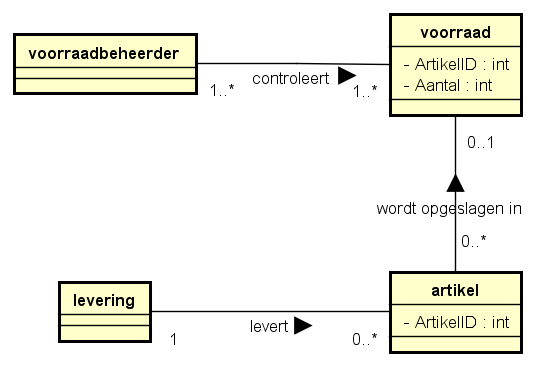 voorraadbeheerder
voorraad
- ArtikelID : int
- Aantal : int
controleert
1..*
1..*
0..1
wordt opgeslagen in
0..*
levering
artikel
- ArtikelID : int
levert
1
0..*